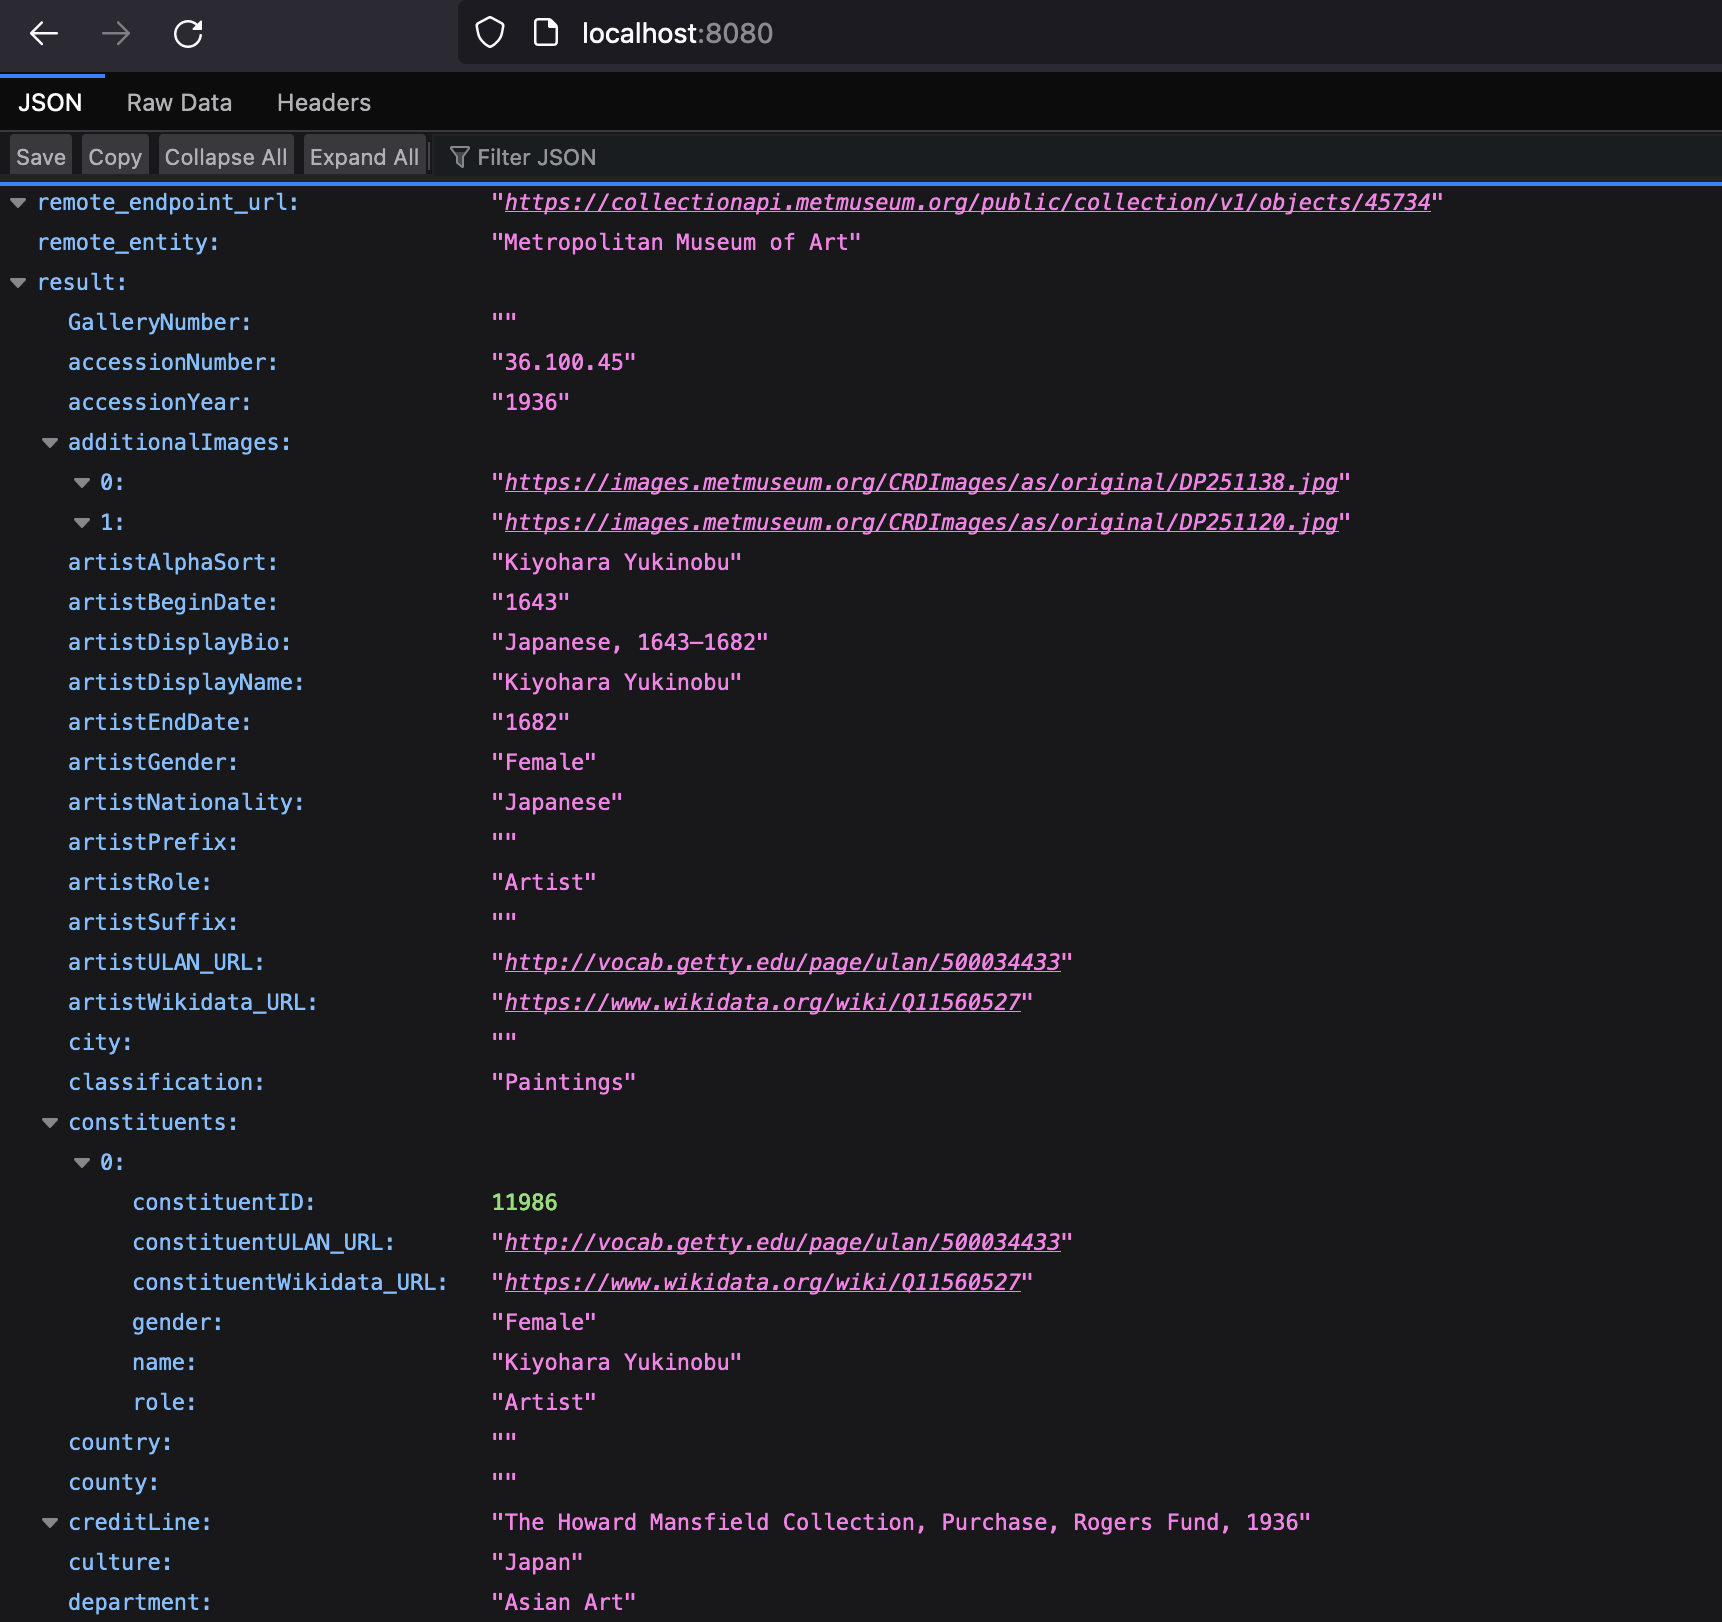 localhost:8080
JSON Raw Data Headers
Save Copy Collapse All Expand All Filter JSON
remote_endpoint_url: "https://collectionapi.metmuseum.org/public/collection/v1/objects/45734"
remote_entity: "Metropolitan Museum of Art"
result:
GalleryNumber: ""
accessionNumber: "36.100.45"
accessionYear: "1936"
additionalImages:
0: "https://images.metmuseum.org/CRDImages/as/original/DP251138.jpg"
1: "https://images.metmuseum.org/CRDImages/as/original/DP251120.jpg"
artistAlphaSort: "Kiyohara Yukinobu"
artistBeginDate: "1643"
artistDisplayBio: "Japanese, 1643–1682"
artistDisplayName: "Kiyohara Yukinobu"
artistEndDate: "1682"
artistGender: "Female"
artistNationality: "Japanese"
artistPrefix: ""
artistRole: "Artist"
artistSuffix: ""
artistULAN_URL: "http://vocab.getty.edu/page/ulan/500034433"
artistWikidata_URL: "https://www.wikidata.org/wiki/Q11560527"
city: ""
classification: "Paintings"
constituents:
0:
constituentID: 11986
constituentULAN_URL: "http://vocab.getty.edu/page/ulan/500034433"
constituentWikidata_URL: "https://www.wikidata.org/wiki/Q11560527"
gender: "Female"
name: "Kiyohara Yukinobu"
role: "Artist"
country: ""
county: ""
creditLine: "The Howard Mansfield Collection, Purchase, Rogers Fund, 1936"
culture: "Japan"
department: "Asian Art"